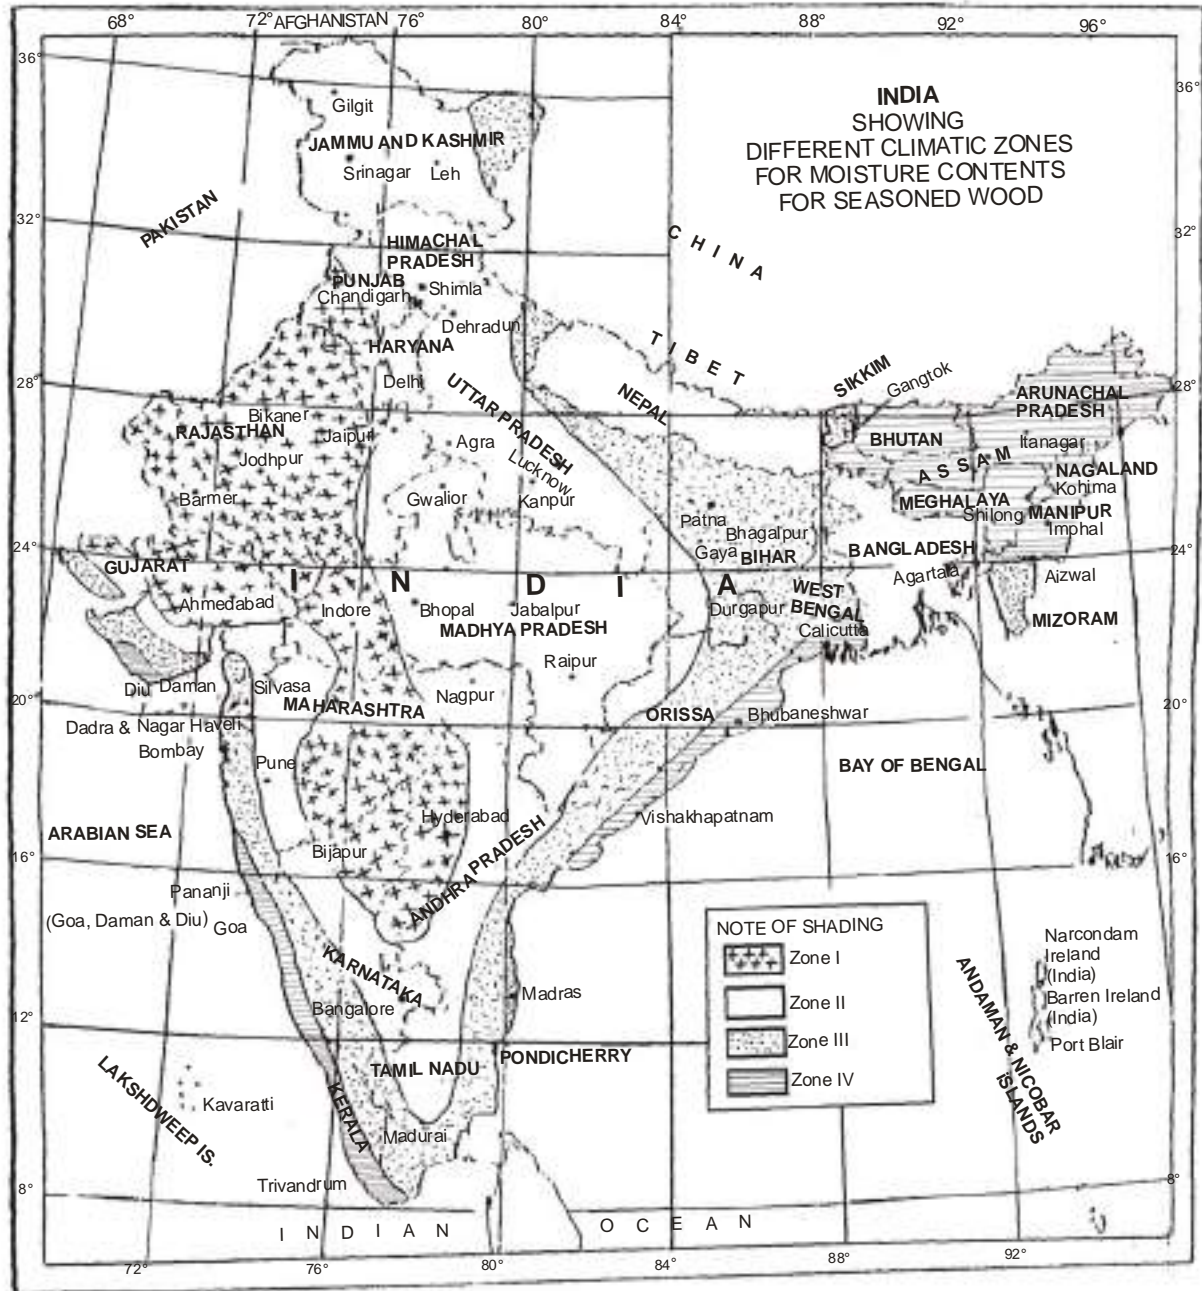 68°
72°
AFGHANISTAN
76°
80°
84°
88°
92°
96°
36°
36°
INDIA
SHOWING
DIFFERENT CLIMATIC ZONES
FOR MOISTURE CONTENTS
FOR SEASONED WOOD
Gilgit
JAMMU AND KASHMIR
Srinagar
Leh
PAKISTAN
32°
32°
CHINA
HIMACHAL
PRADESH
PUNJAB
Chandigarh
Shimla
Dehradun
HARYANA
TIBET
28°
28°
Delhi
UTTAR PRADESH
NEPAL
SIKKIM
Gangtok
ARUNACHAL
PRADESH
Bikaner
RAJASTHAN
Jaipur
Agra
Lucknow
BHUTAN
Itanagar
Jodhpur
ASSAM
NAGALAND
Kohima
Barmer
Gwalior
Kanpur
MEGHALAYA
Shilong
MANIPUR
Imphal
Patna
Bhagalpur
Gaya
BIHAR
BANGLADESH
24°
24°
GUJARAT
INDIA
Agartala
Aizwal
Ahmedabad
Indore
Bhopal
Jabalpur
Durgapur
WEST
BENGAL
MADHYA PRADESH
Calicutta
MIZORAM
Raipur
Diu
Daman
Silvasa
Nagpur
20°
20°
MAHARASHTRA
ORISSA
Bhubaneshwar
Dadra & Nagar Haveli
Bombay
Pune
BAY OF BENGAL
ARABIAN SEA
Hyderabad
Vishakhapatnam
Bijapur
ANDHRA PRADESH
16°
16°
Pananji
(Goa, Daman & Diu)
Goa
NOTE OF SHADING
Zone I
Zone II
Zone III
Zone IV
KARNATAKA
Bangalore
Madras
Narcondam
Ireland
(India)
Barren Ireland
(India)
Port Blair
ANDAMAN & NICOBAR
iSLANDS
12°
TAMIL NADU
PONDICHERRY
LAKSHDWEEP IS.
Kavaratti
KERALA
Madurai
Trivandrum
8°
8°
INDIAN
OCEAN
72°
76°
80°
84°
88°
92°